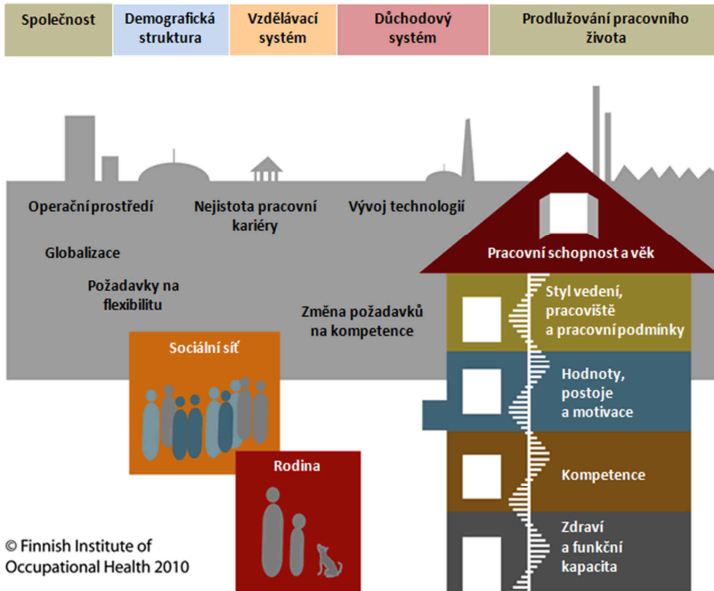 Společnost
Demografická
struktura
Vzdělávací
systém
Důchodový
systém
Prodlužování pracovního
života
Operační prostředí
Nejistota pracovní
kariéry
Vývoj technologií
Globalizace
Požadavky na
flexibilitu
Změna požadavků
na kompetence
Pracovní schopnost a věk
Styl vedení,
pracoviště
a pracovní podmínky
Hodnoty,
postoje
a motivace
Kompetence
Zdraví
a funkční
kapacita
Sociální síť
Rodina
© Finnish Institute of
Occupational Health 2010